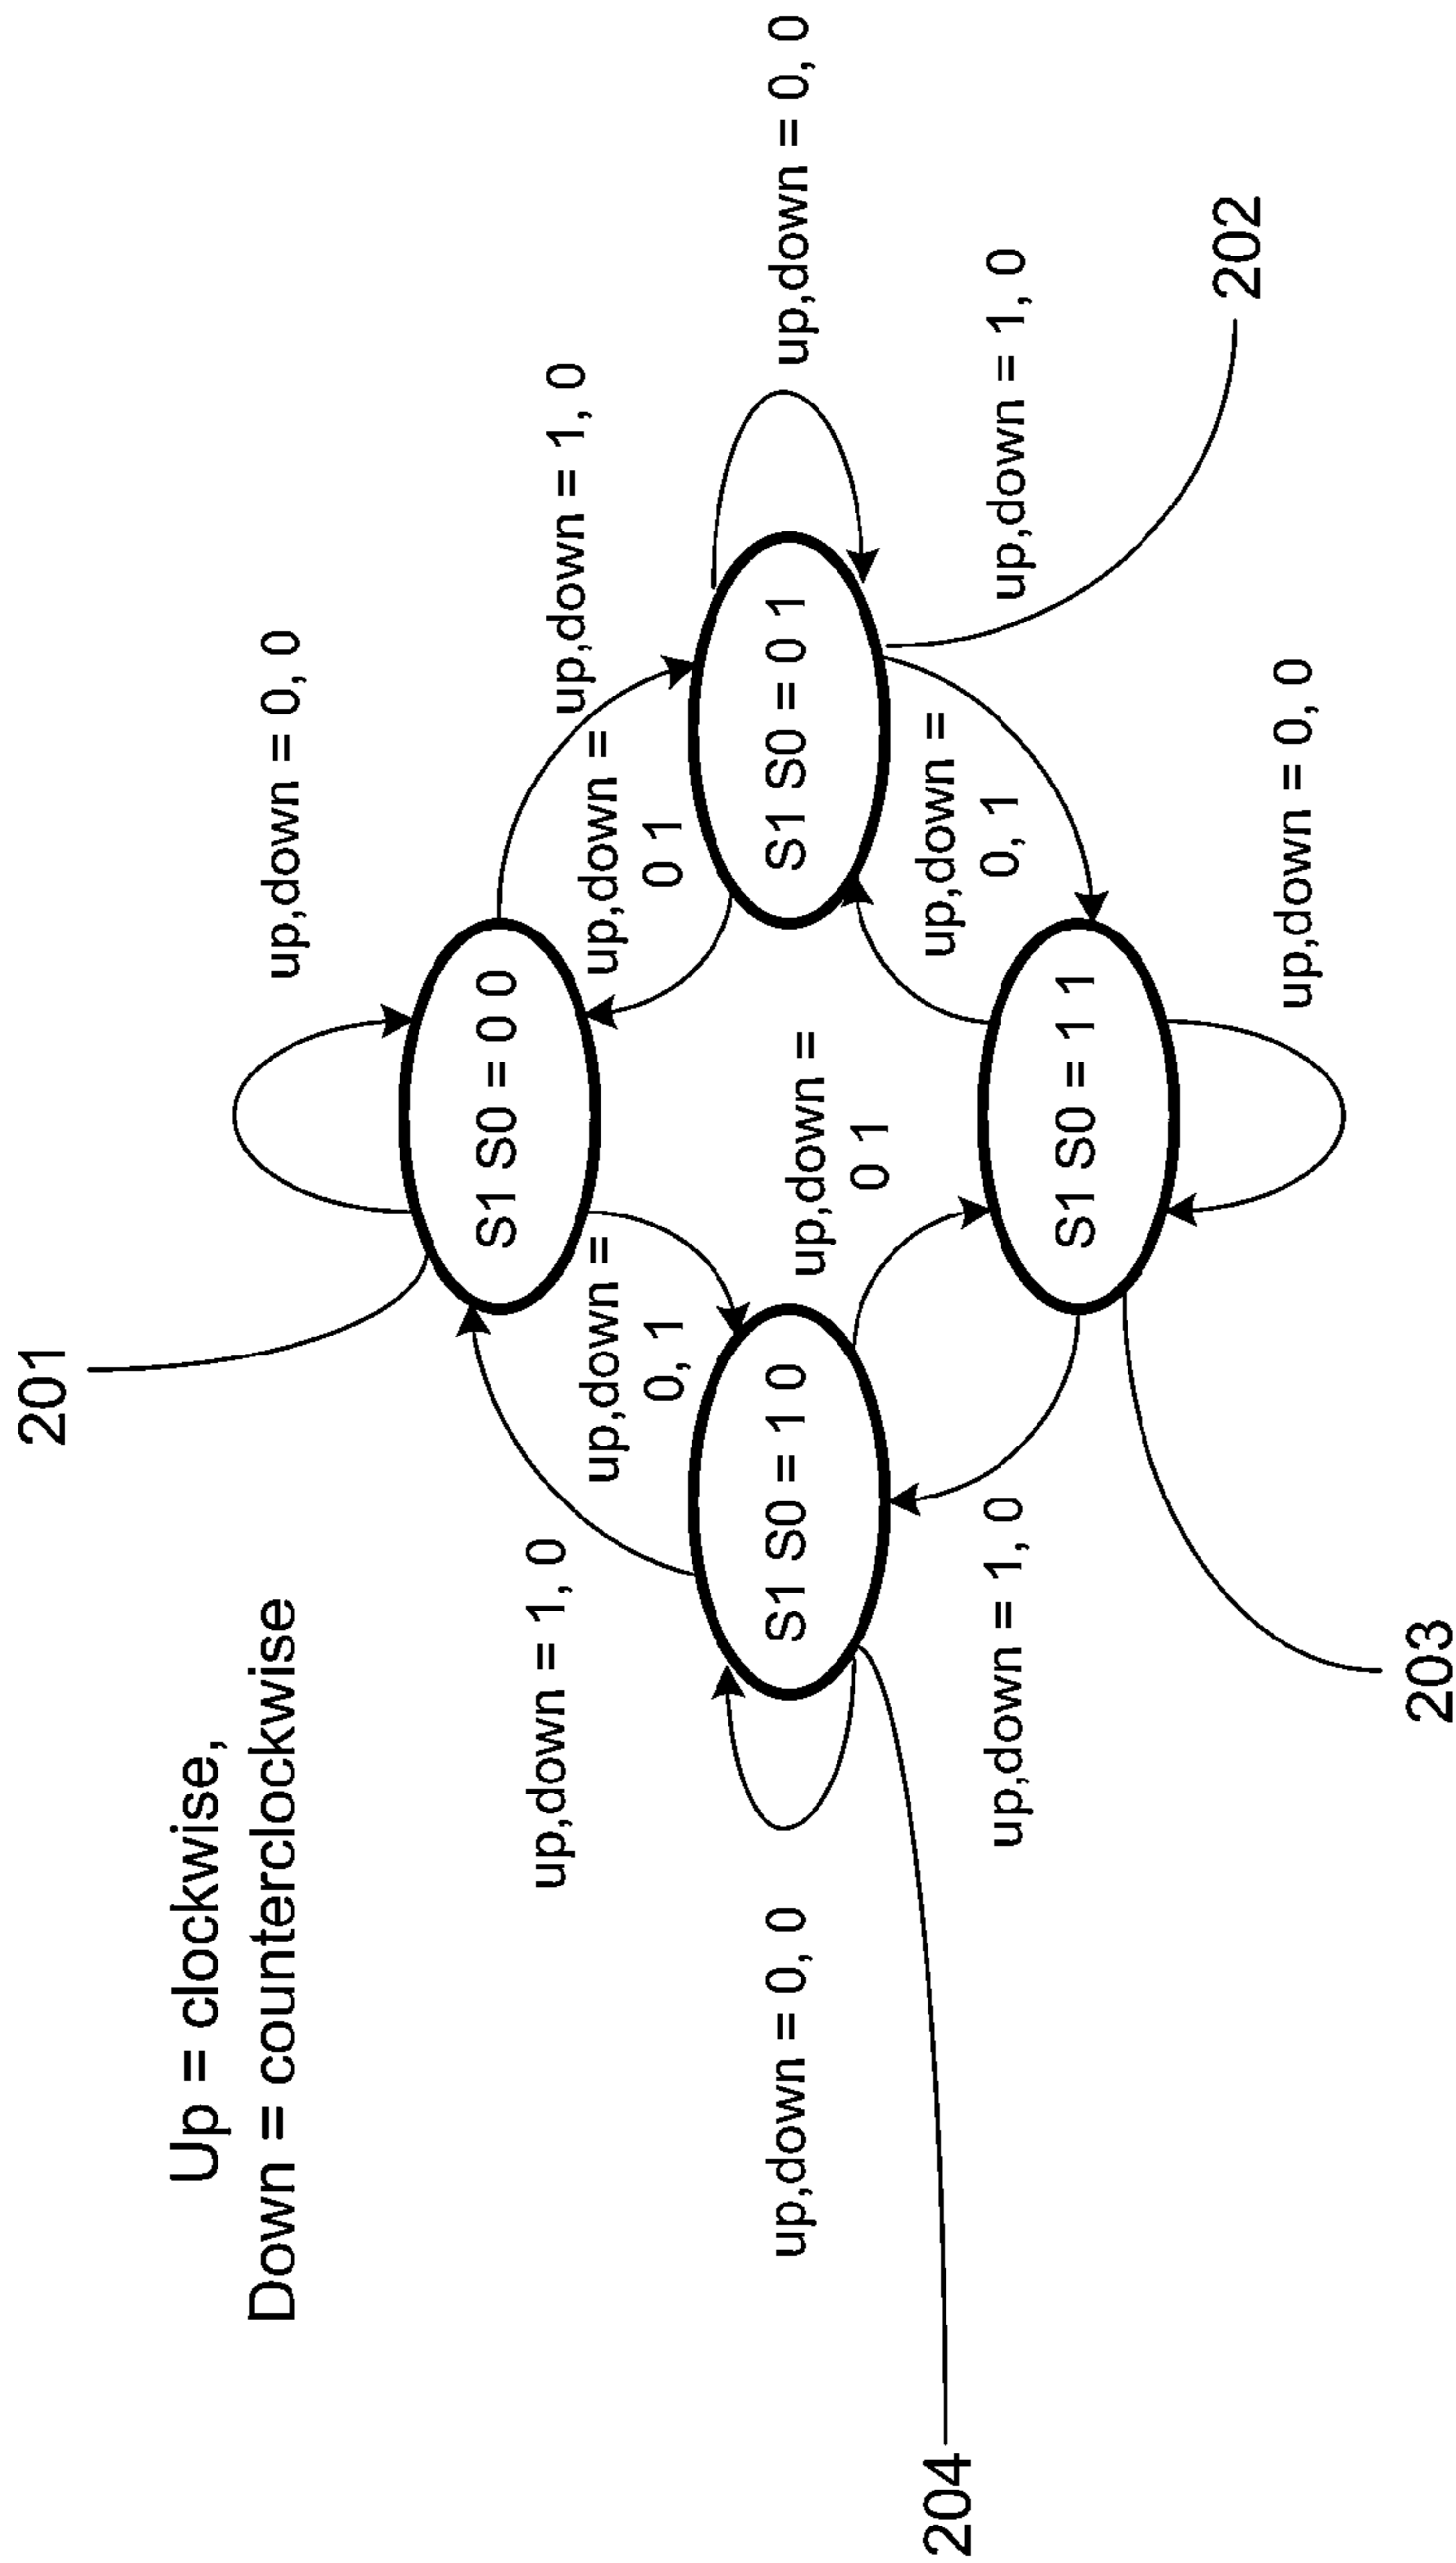 Up = clockwise,
Down = counterclockwise
201
up,down = 0, 0
S1 S0 = 0 0
up,down = 1, 0
up,down = 1, 0
up,down =
0, 1
up,down =
0 1
up,down = 0, 0
S1 S0 = 1 0
up,down =
0 1
S1 S0 = 0 1
up,down = 0, 0
204
up,down = 1, 0
up,down =
0, 1
up,down = 1, 0
S1 S0 = 1 1
202
up,down = 0, 0
203